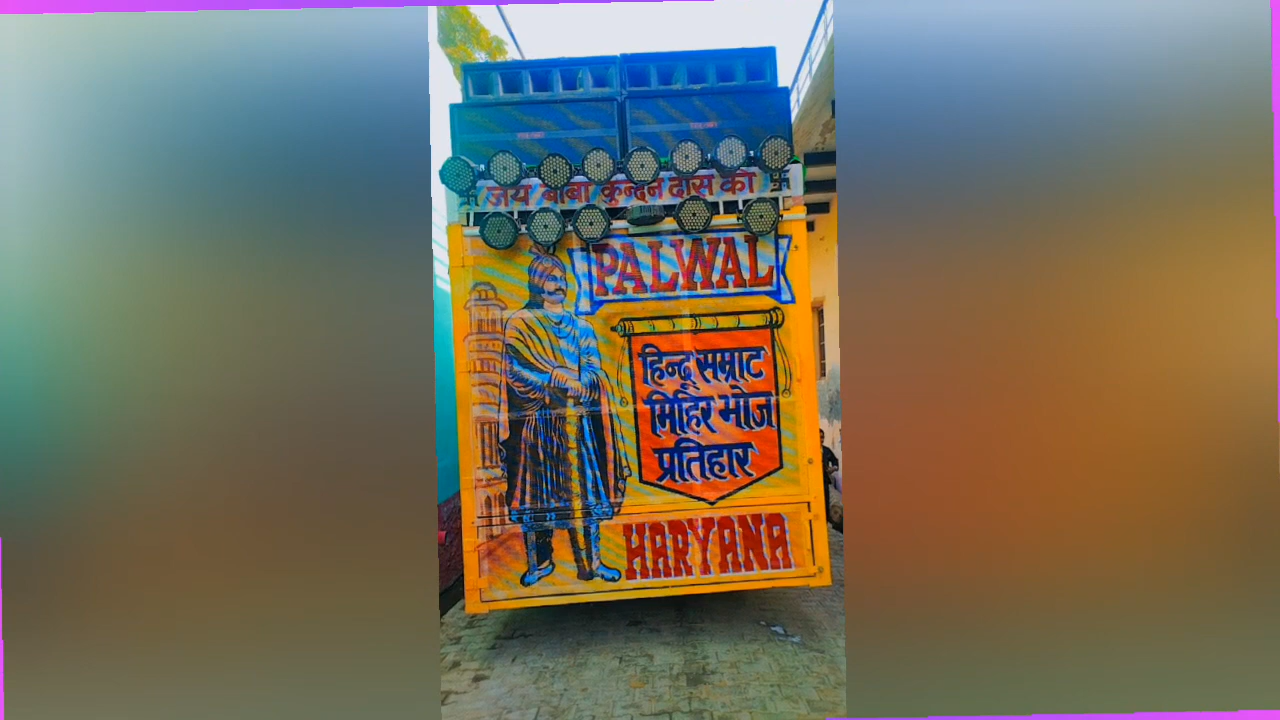 जय बाबा कुन्दन दास की
PALWAL
हिन्दू सम्राट
मिहिर भोज
प्रतिहार
HARYANA